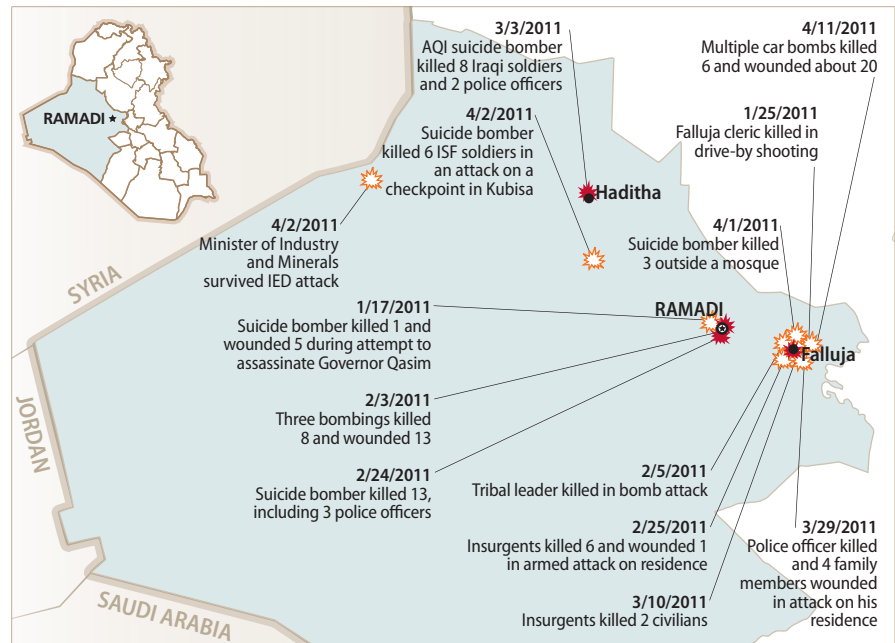 RAMADI
3/3/2011
AQI suicide bomber
killed 8 Iraqi soldiers
and 2 police officers
4/11/2011
Multiple car bombs killed
6 and wounded about 20
4/2/2011
Suicide bomber
killed 6 ISF soldiers in
an attack on a
checkpoint in Kubisa
1/25/2011
Falluja cleric killed in
drive-by shooting
Haditha
4/2/2011
Minister of Industry
and Minerals
survived IED attack
4/1/2011
Suicide bomber killed
3 outside a mosque
SYRIA
1/17/2011
Suicide bomber killed 1 and
wounded 5 during attempt to
assassinate Governor Qasim
RAMADI
Falluja
JORDAN
2/3/2011
Three bombings killed
8 and wounded 13
2/24/2011
Suicide bomber killed 13,
including 3 police officers
2/5/2011
Tribal leader killed in bomb attack
2/25/2011
Insurgents killed 6 and wounded 1
in armed attack on residence
3/10/2011
Insurgents killed 2 civilians
3/29/2011
Police officer killed
and 4 family
members wounded
in attack on his
residence
SAUDI ARABIA